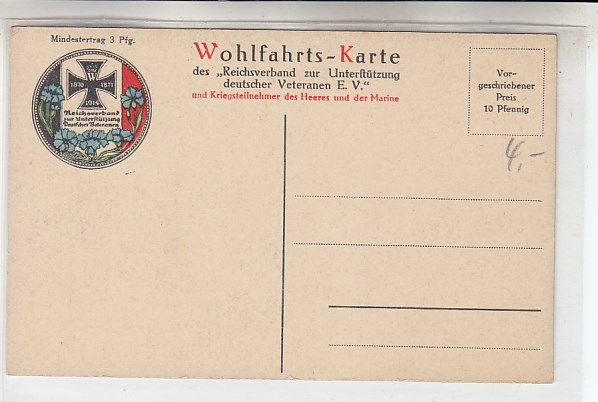 Mindestertrag 3 Pfg.
W
1870 1871
1914
Reichsverband
zur Unterstützung
Deutscher Veteranen
Wohlfahrts-Karte
des „Reichsverband zur Unterstützung
deutscher Veteranen E. V.“
und Kriegsteilnehmer des Heeres und der Marine
Vor-
geschriebener
Preis
10 Pfennig
4,-